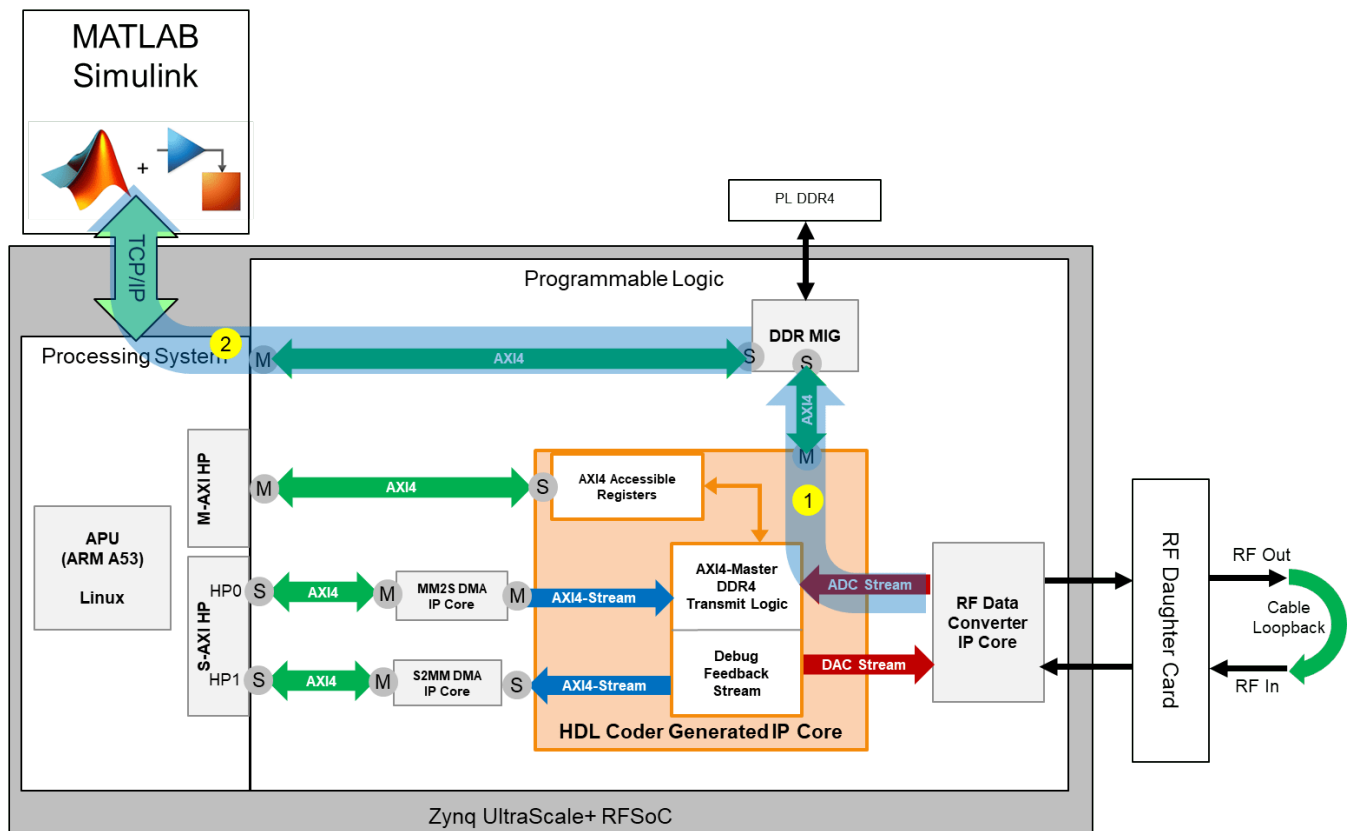 MATLAB
Simulink
+
TCP/IP
PL DDR4
Programmable Logic
DDR MIG
Processing System
2
M
AXI4
S
S
AXI4
M
M-AXI HP
M
AXI4
S
AXI4 Accessible
Registers
1
APU
(ARM A53)
Linux
S-AXI HP
HP0
S
AXI4
M
MM2S DMA
IP Core
M
AXI4-Stream
AXI4-Master
DDR4
Transmit Logic
ADC Stream
RF Data
Converter
IP Core
HP1
S
AXI4
M
S2MM DMA
IP Core
S
AXI4-Stream
Debug
Feedback
Stream
DAC Stream
HDL Coder Generated IP Core
RF Daughter Card
RF Out
Cable
Loopback
RF In
Zynq UltraScale+ RFSoC